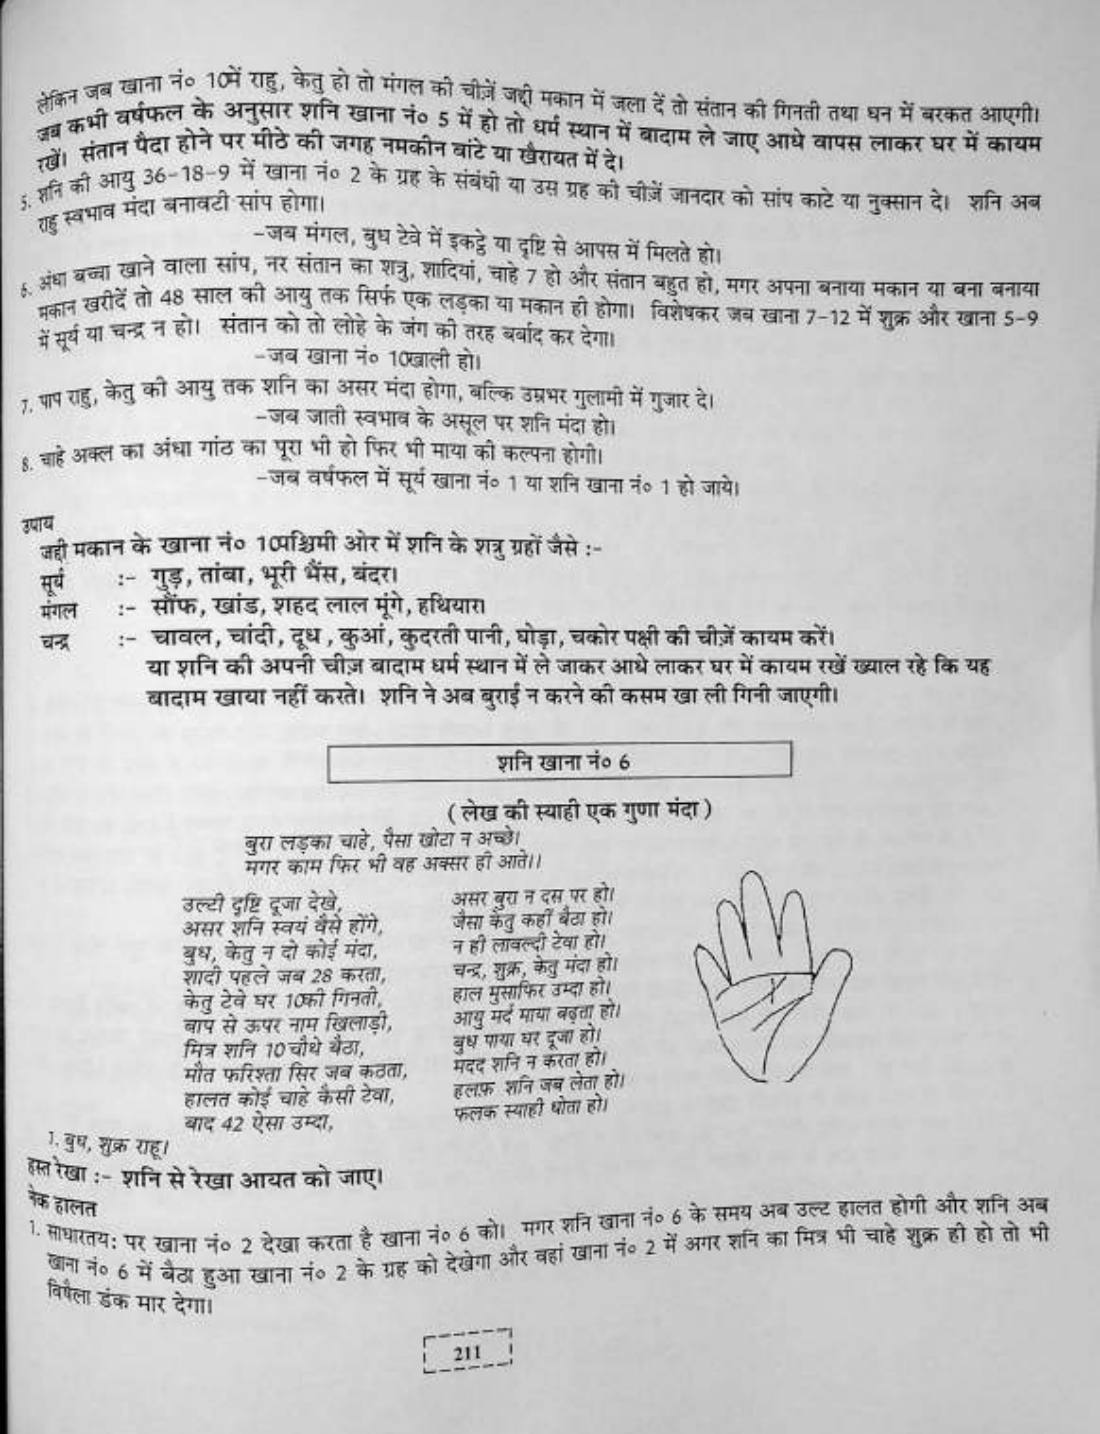 लेकिन जब खाना नं० 10में राहु, केतु हो तो मंगल की चीज़ें जद्दी मकान में जला दें तो संतान की गिनती तथा धन में बरकत आएगी।
जब कभी वर्षफल के अनुसार शनि खाना नं० 5 में हो तो धर्म स्थान में बादाम ले जाए आधे वापस लाकर घर में कायम
रखें। संतान पैदा होने पर मीठे की जगह नमकीन बांटे या खैरायत में दे।
5. शनि की आयु 36-18-9 में खाना नं० 2 के ग्रह के संबंधी या उस ग्रह की चीज़ें जानदार को सांप काटे या नुक्सान दे। शनि अब
राहु स्वभाव मंदा बनावटी सांप होगा।
-जब मंगल, बुध टेवे में इकट्ठे या दृष्टि से आपस में मिलते हो।
6. अंधा बच्चा खाने वाला सांप, नर संतान का शत्रु, शादियां, चाहे 7 हो और संतान बहुत हो, मगर अपना बनाया मकान या बना बनाया
मकान खरीदें तो 48 साल की आयु तक सिर्फ एक लड़का या मकान ही होगा। विशेषकर जब खाना 7-12 में शुक्र और खाना 5-9
में सूर्य या चन्द्र न हो। संतान को तो लोहे के जंग की तरह बर्बाद कर देगा।
-जब खाना नं० 10खाली हो।
7. पाप राहु, केतु की आयु तक शनि का असर मंदा होगा, बल्कि उम्रभर गुलामी में गुजार दे।
-जब जाती स्वभाव के असूल पर शनि मंदा हो।
8. चाहे अक्ल का अंधा गांठ का पूरा भी हो फिर भी माया की कल्पना होगी।
-जब वर्षफल में सूर्य खाना नं० 1 या शनि खाना नं० 1 हो जाये।
उपाय
जद्दी मकान के खाना नं० 10पश्चिमी ओर में शनि के शत्रु ग्रहों जैसे :-
सूर्य :- गुड़, तांबा, भूरी भैंस, बंदर।
मंगल :- सौंफ, खांड, शहद लाल मूंगे, हथियार।
चन्द्र :- चावल, चांदी, दूध, कुआं, कुदरती पानी, घोड़ा, चकोर पक्षी की चीज़ें कायम करें।
या शनि की अपनी चीज़ बादाम धर्म स्थान में ले जाकर आधे लाकर घर में कायम रखें ख्याल रहे कि यह
बादाम खाया नहीं करते। शनि ने अब बुराई न करने की कसम खा ली गिनी जाएगी।
शनि खाना नं० 6
(लेख की स्याही एक गुणा मंदा)
बुरा लड़का चाहे, पैसा खोटा न अच्छे।
मगर काम फिर भी वह अक्सर ही आते।।
उल्टी दृष्टि दूजा देखे, असर बुरा न दस पर हो।
असर शनि स्वयं वैसे होंगे, जैसा केतु कहीं बैठा हो।
बुध, केतु न दो कोई मंदा, न ही लावल्दी टेवा हो।
शादी पहले जब 28 करता, चन्द्र, शुक्र, केतु मंदा हो।
केतु टेवे घर 10की गिनती, हाल मुसाफिर उम्दा हो।
बाप से ऊपर नाम खिलाड़ी, आयु मर्द माया बढ़ता हो।
मित्र शनि 10 चौथे बैठा, बुध पाया घर दूजा हो।
मौत फरिश्ता सिर जब कठता, मदद शनि न करता हो।
हालत कोई चाहे कैसी टेवा, हलफ़ शनि जब लेता हो।
बाद 42 ऐसा उम्दा, फलक स्याही धोता हो।
1. बुध, शुक्र राहू।
हस्त रेखा :- शनि से रेखा आयत को जाए।
नेक हालत
1. साधारतय: पर खाना नं० 2 देखा करता है खाना नं० 6 को। मगर शनि खाना नं० 6 के समय अब उल्ट हालत होगी और शनि अब
खाना नं० 6 में बैठा हुआ खाना नं० 2 के ग्रह को देखेगा और वहां खाना नं० 2 में अगर शनि का मित्र भी चाहे शुक्र ही हो तो भी
विषैला डंक मार देगा।
211